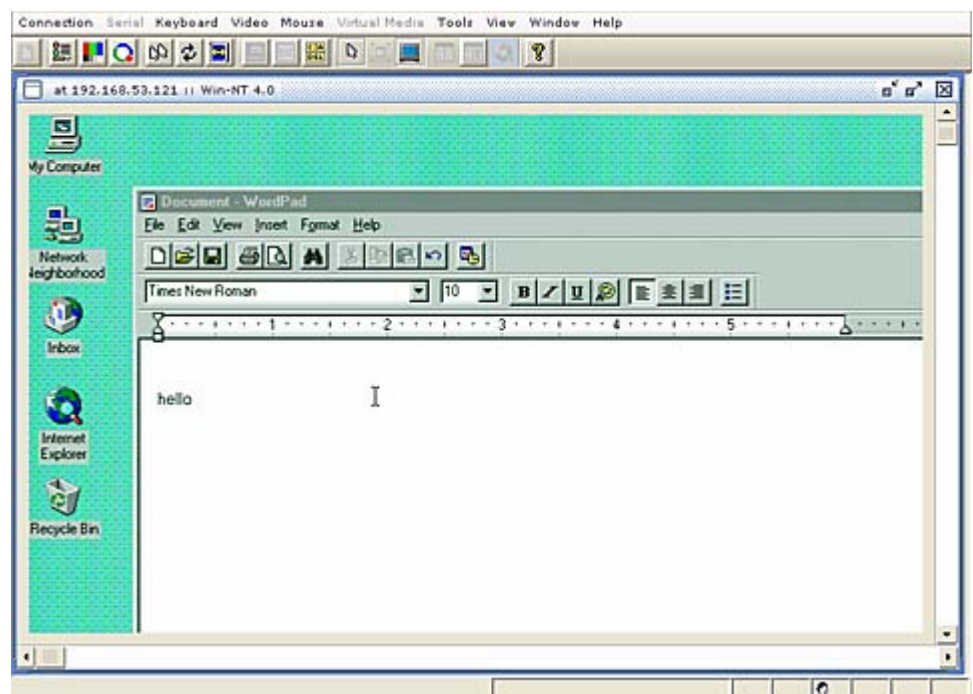 Connection Serial Keyboard Video Mouse Virtual Media Tools View Window Help
at 192.168.53.121 :: Win-NT 4.0
My Computer
Document - WordPad
File Edit View Insert Format Help
Network
Neighborhood
Times New Roman 10 B I U
1 2 3 4 5
Inbox
hello
Internet
Explorer
Recycle Bin